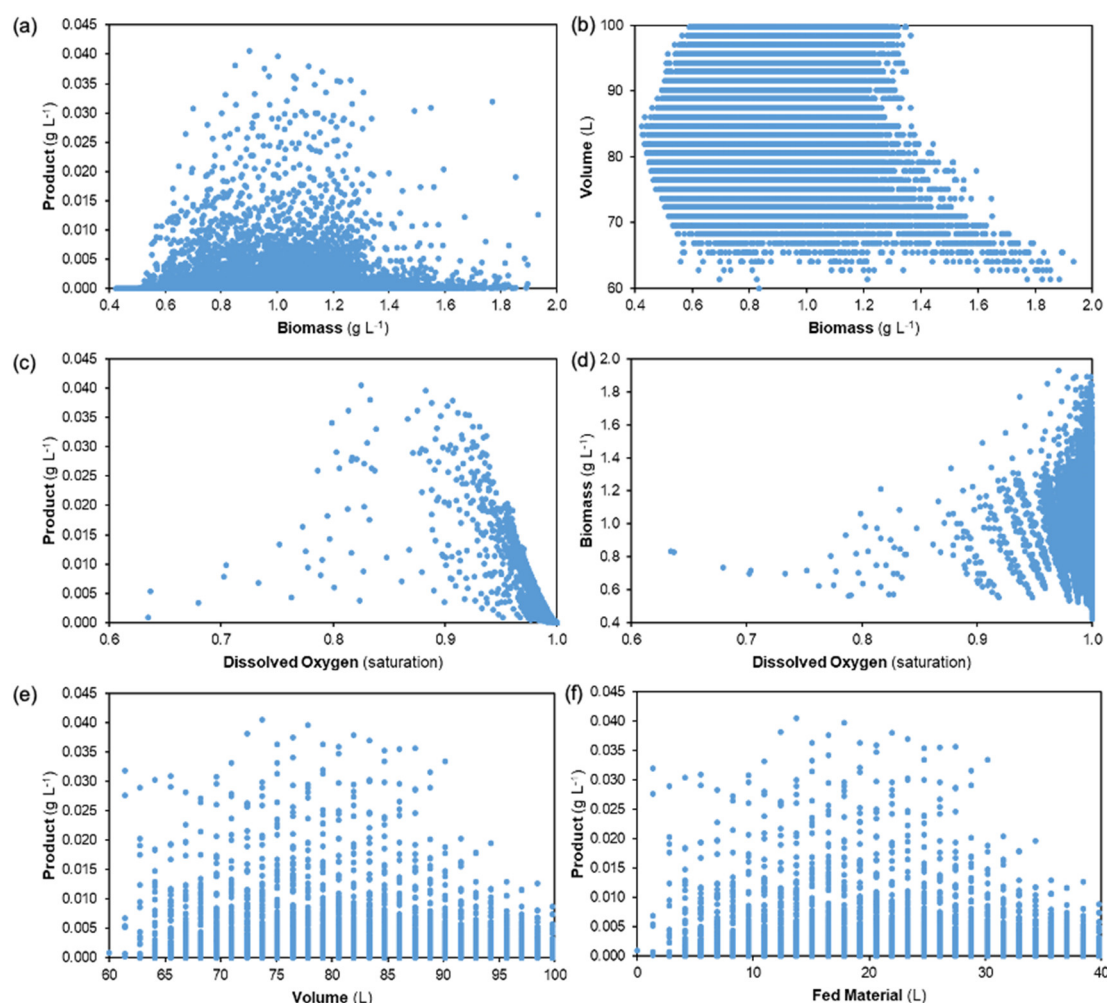 (a)
0.045
0.040
0.035
0.030
0.025
0.020
0.015
0.010
0.005
0.000
Product (g L-1)
0.4 0.6 0.8 1.0 1.2 1.4 1.6 1.8 2.0
Biomass (g L-1)
(b)
100
90
80
70
60
Volume (L)
0.4 0.6 0.8 1.0 1.2 1.4 1.6 1.8 2.0
Biomass (g L-1)
(c)
0.045
0.040
0.035
0.030
0.025
0.020
0.015
0.010
0.005
0.000
Product (g L-1)
0.6 0.7 0.8 0.9 1.0
Dissolved Oxygen (saturation)
(d)
2.0
1.8
1.6
1.4
1.2
1.0
0.8
0.6
0.4
Biomass (g L-1)
0.6 0.7 0.8 0.9 1.0
Dissolved Oxygen (saturation)
(e)
0.045
0.040
0.035
0.030
0.025
0.020
0.015
0.010
0.005
0.000
Product (g L-1)
60 70 80 90 100
Volume (L)
(f)
0.045
0.040
0.035
0.030
0.025
0.020
0.015
0.010
0.005
0.000
Product (g L-1)
0 10 20 30 40
Fed Material (L)